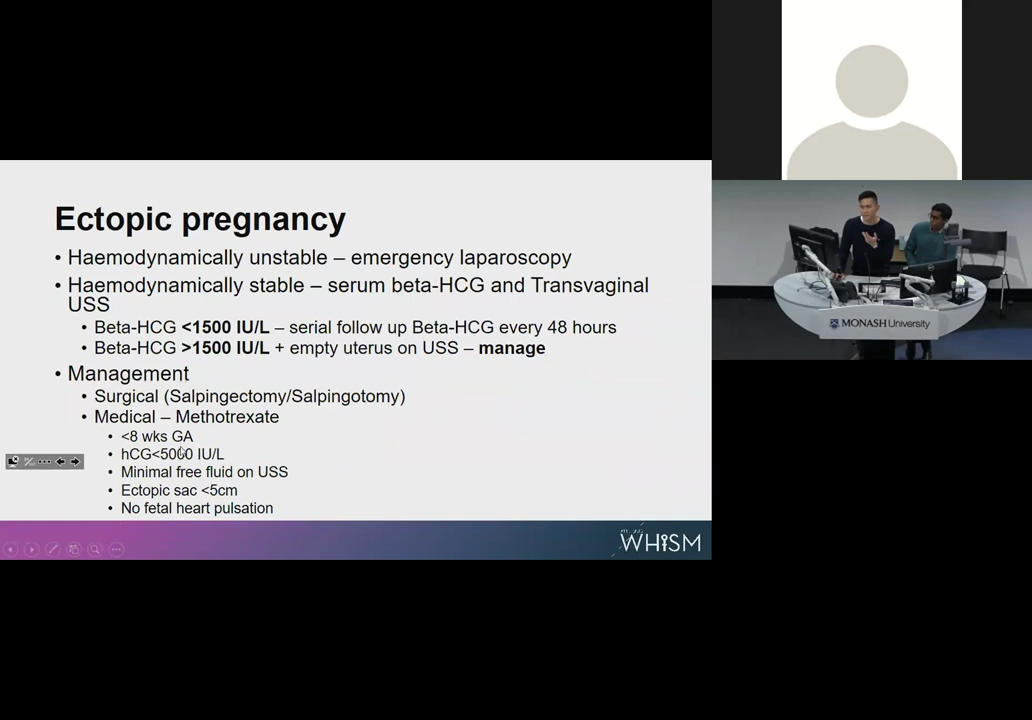 Ectopic pregnancy
• Haemodynamically unstable – emergency laparoscopy
• Haemodynamically stable – serum beta-HCG and Transvaginal
USS
• Beta-HCG <1500 IU/L – serial follow up Beta-HCG every 48 hours
• Beta-HCG >1500 IU/L + empty uterus on USS – manage
• Management
• Surgical (Salpingectomy/Salpingotomy)
• Medical – Methotrexate
• <8 wks GA
• hCG<5000 IU/L
• Minimal free fluid on USS
• Ectopic sac <5cm
• No fetal heart pulsation
WHISM
MONASH University